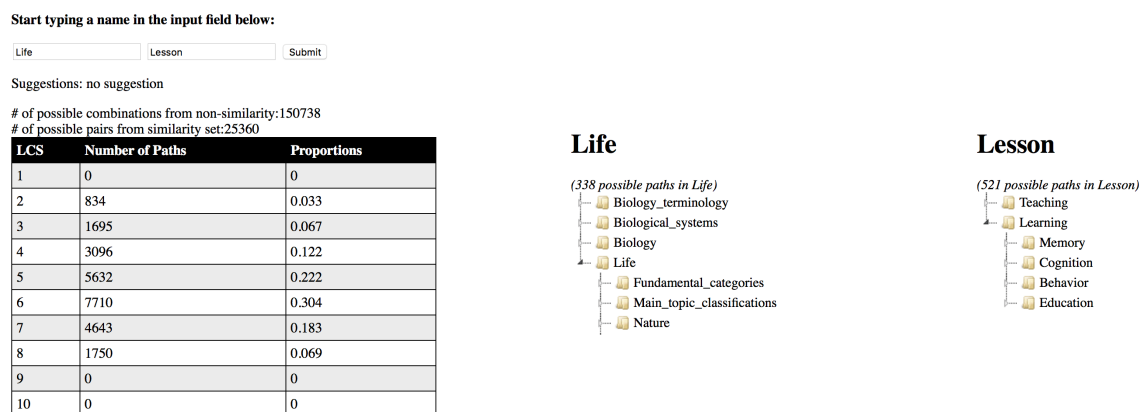 Start typing a name in the input field below:
Life Lesson Submit
Suggestions: no suggestion
# of possible combinations from non-similarity:150738
# of possible pairs from similarity set:25360
LCS Number of Paths Proportions
1 0 0
2 834 0.033
3 1695 0.067
4 3096 0.122
5 5632 0.222
6 7710 0.304
7 4643 0.183
8 1750 0.069
9 0 0
10 0 0
Life
(338 possible paths in Life)
Biology_terminology
Biological_systems
Biology
Life
Fundamental_categories
Main_topic_classifications
Nature
Lesson
(521 possible paths in Lesson)
Teaching
Learning
Memory
Cognition
Behavior
Education